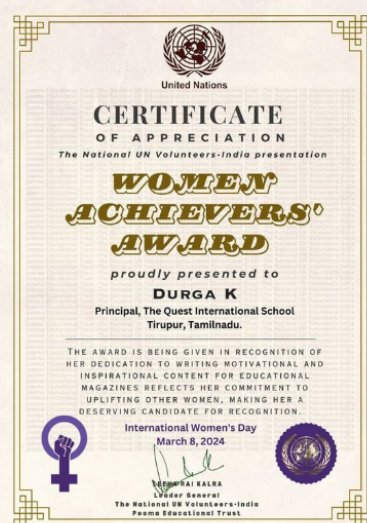 United Nations
CERTIFICATE
OF APPRECIATION
The National UN Volunteers-India presentation
WOMEN
ACHIEVERS'
AWARD
proudly presented to
DURGA K
Principal, The Quest International School
Tirupur, Tamilnadu.
THE AWARD IS BEING GIVEN IN RECOGNITION OF
HER DEDICATION TO WRITING MOTIVATIONAL AND
INSPIRATIONAL CONTENT FOR EDUCATIONAL
MAGAZINES REFLECTS HER COMMITMENT TO
UPLIFTING OTHER WOMEN, MAKING HER A
DESERVING CANDIDATE FOR RECOGNITION.
International Women's Day
March 8, 2024
RAI KALRA
Leader General
The National UN Volunteers-India
Pooma Educational Trust